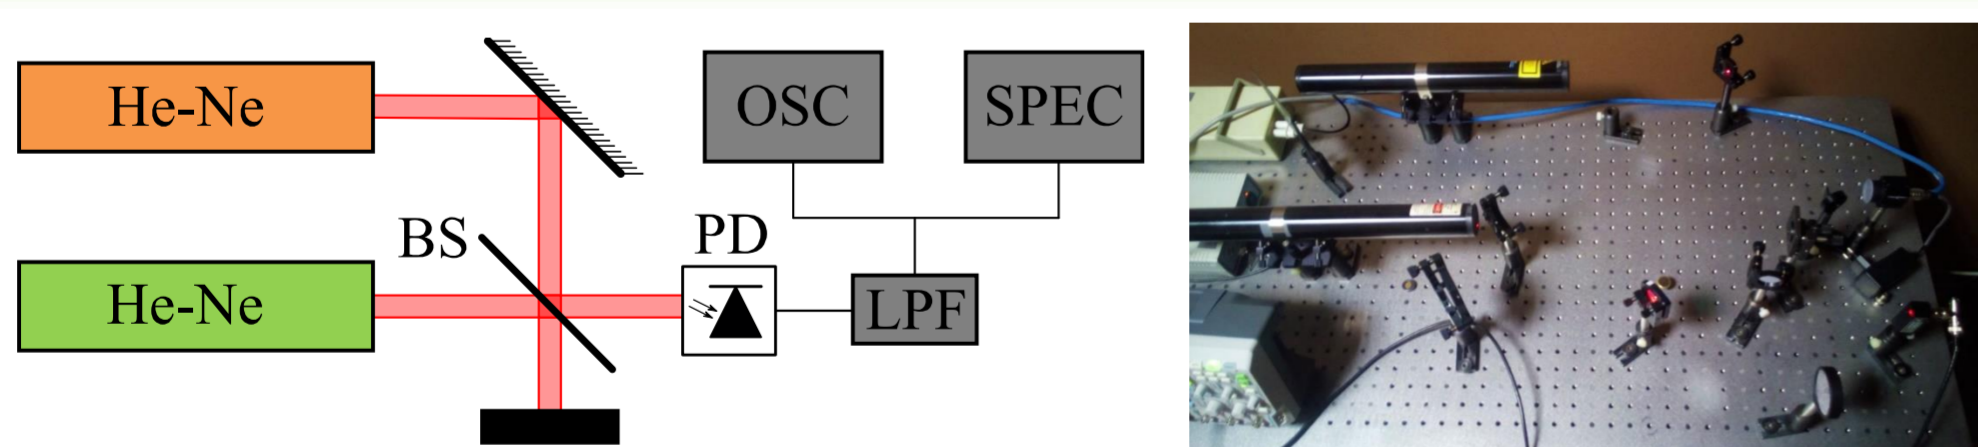 He-Ne
OSC
SPEC
BS
PD
He-Ne
LPF